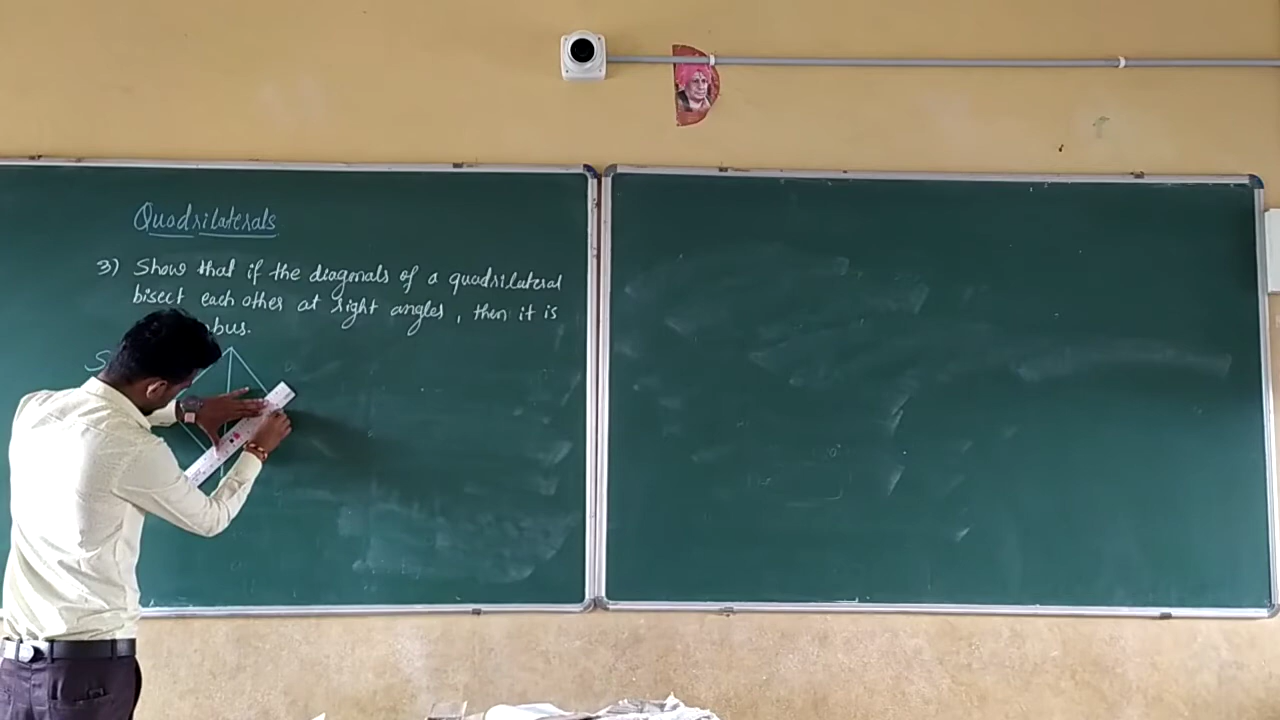 Quadrilaterals
3) Show that if the diagonals of a quadrilateral
bisect each other at right angles, then it is
bus.
S